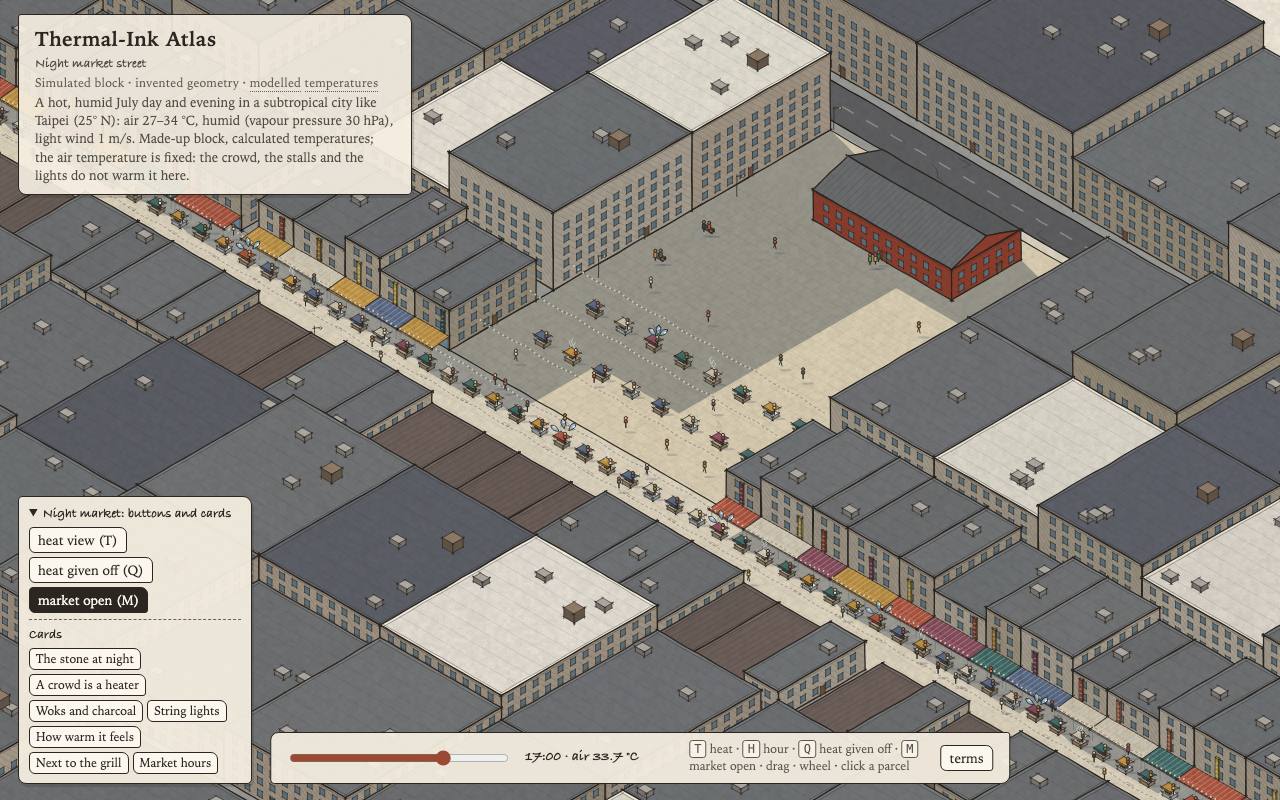 Thermal-Ink Atlas
Night market street
Simulated block · invented geometry · modelled temperatures
A hot, humid July day and evening in a subtropical city like
Taipei (25° N): air 27–34 °C, humid (vapour pressure 30 hPa),
light wind 1 m/s. Made-up block, calculated temperatures;
the air temperature is fixed: the crowd, the stalls and the
lights do not warm it here.
▼ Night market: buttons and cards
heat view (T)
heat given off (Q)
market open (M)
Cards
The stone at night
A crowd is a heater
Woks and charcoal String lights
How warm it feels
Next to the grill Market hours
17:00 · air 33.7 °C
T heat · H hour · Q heat given off · M
market open · drag · wheel · click a parcel
terms